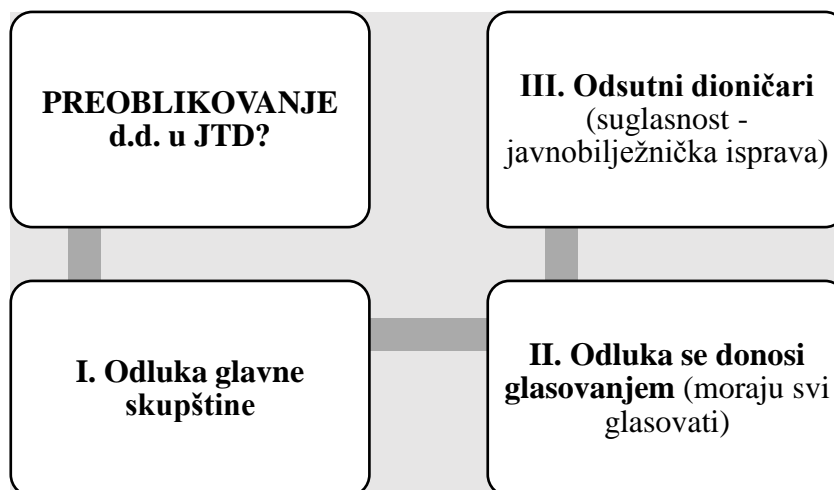 PREOBLIKOVANJE
d.d. u JTD?
I. Odluka glavne
skupštine
II. Odluka se donosi
glasovanjem (moraju svi
glasovati)
III. Odsutni dioničari
(suglasnost -
javnobilježnička isprava)